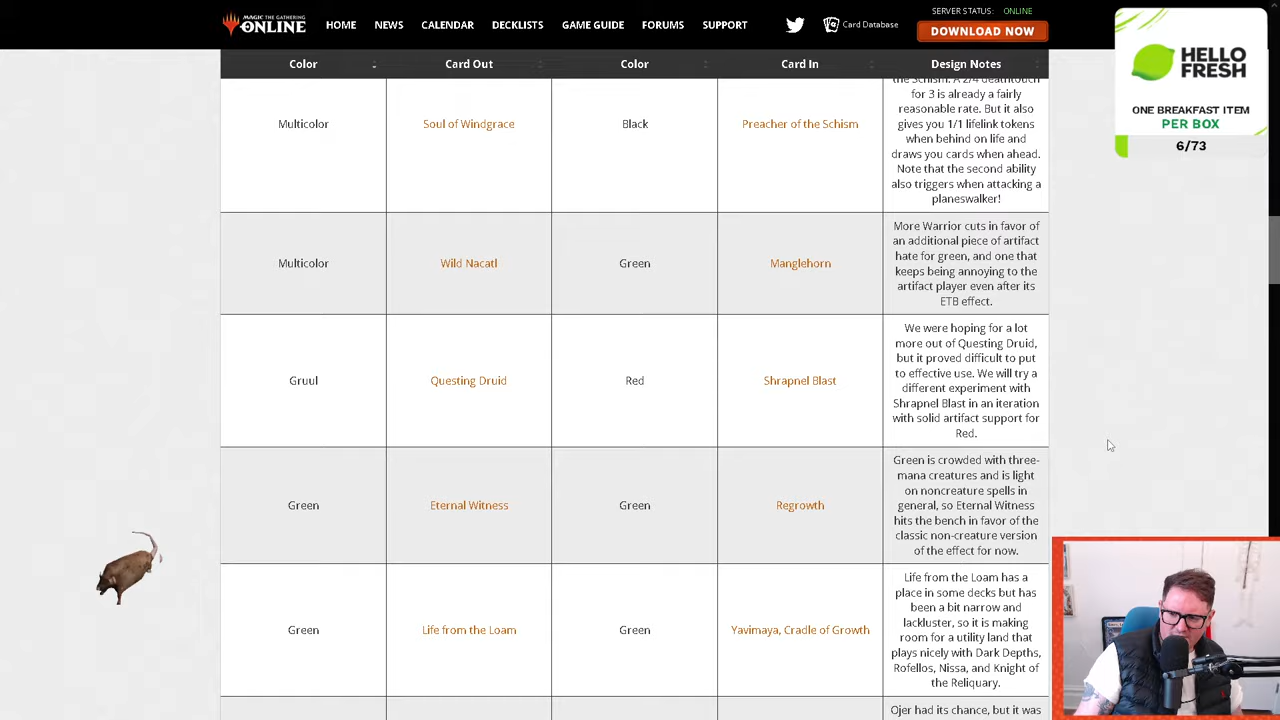 MAGIC THE GATHERING
ONLINE
HOME NEWS CALENDAR DECKLISTS GAME GUIDE FORUMS SUPPORT
Card Database
SERVER STATUS: ONLINE
DOWNLOAD NOW
HELLO
FRESH
ONE BREAKFAST ITEM
PER BOX
6/73
Color Card Out Color Card In Design Notes
Multicolor Soul of Windgrace Black Preacher of the Schism
the Schism. A 2/4 deathtouch
for 3 is already a fairly
reasonable rate. But it also
gives you 1/1 lifelink tokens
when behind on life and
draws you cards when ahead.
Note that the second ability
also triggers when attacking a
planeswalker!
Multicolor Wild Nacatl Green Manglehorn
More Warrior cuts in favor of
an additional piece of artifact
hate for green, and one that
keeps being annoying to the
artifact player even after its
ETB effect.
Gruul Questing Druid Red Shrapnel Blast
We were hoping for a lot
more out of Questing Druid,
but it proved difficult to put
to effective use. We will try a
different experiment with
Shrapnel Blast in an iteration
with solid artifact support for
Red.
Green Eternal Witness Green Regrowth
Green is crowded with three-
mana creatures and is light
on noncreature spells in
general, so Eternal Witness
hits the bench in favor of the
classic non-creature version
of the effect for now.
Green Life from the Loam Green Yavimaya, Cradle of Growth
Life from the Loam has a
place in some decks but has
been a bit narrow and
lackluster, so it is making
room for a utility land that
plays nicely with Dark Depths,
Rofellos, Nissa, and Knight of
the Reliquary.
Ojer had its chance, but it was